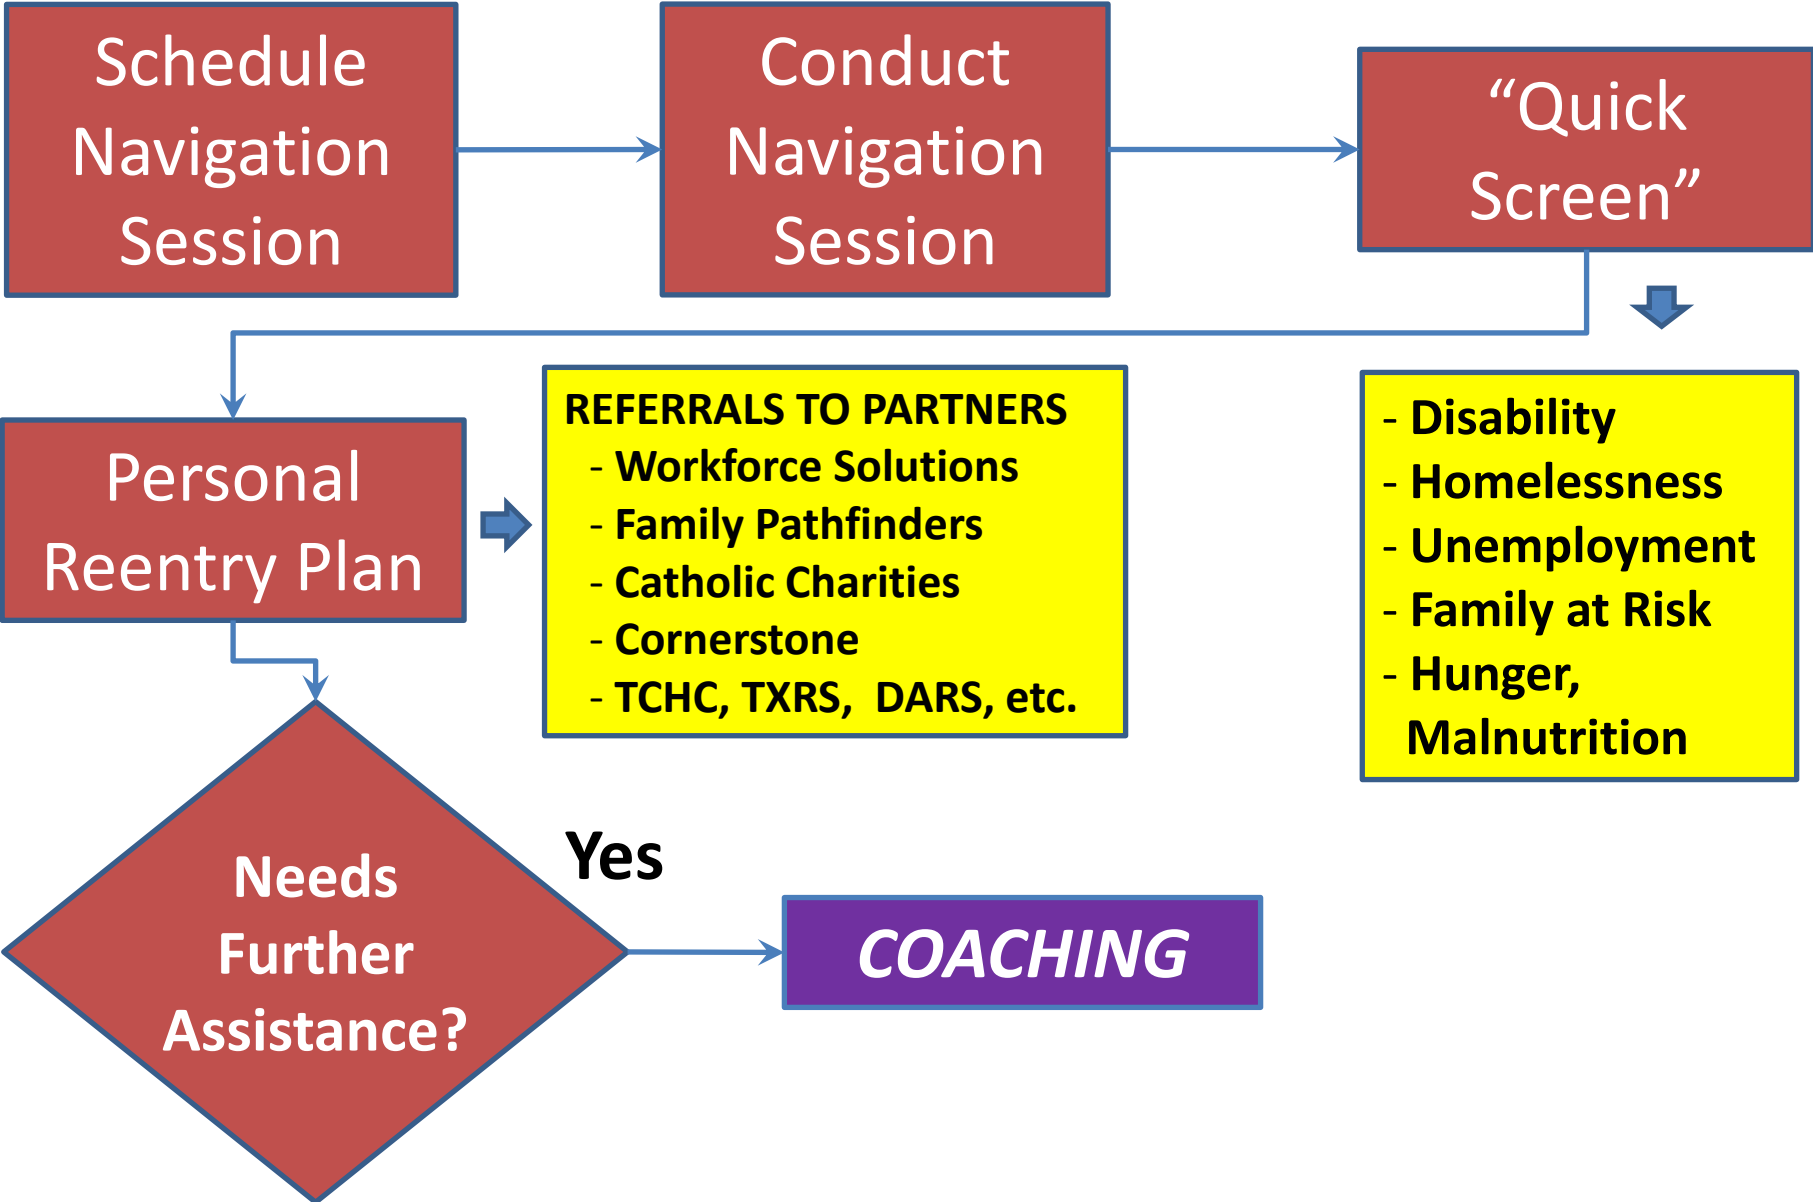 Schedule
Navigation
Session
Conduct
Navigation
Session
“Quick
Screen”
Personal
Reentry Plan
REFERRALS TO PARTNERS
- Workforce Solutions
- Family Pathfinders
- Catholic Charities
- Cornerstone
- TCHC, TXRS,  DARS, etc.
- Disability
- Homelessness
- Unemployment
- Family at Risk
- Hunger,
Malnutrition
Needs
Further
Assistance?
Yes
COACHING